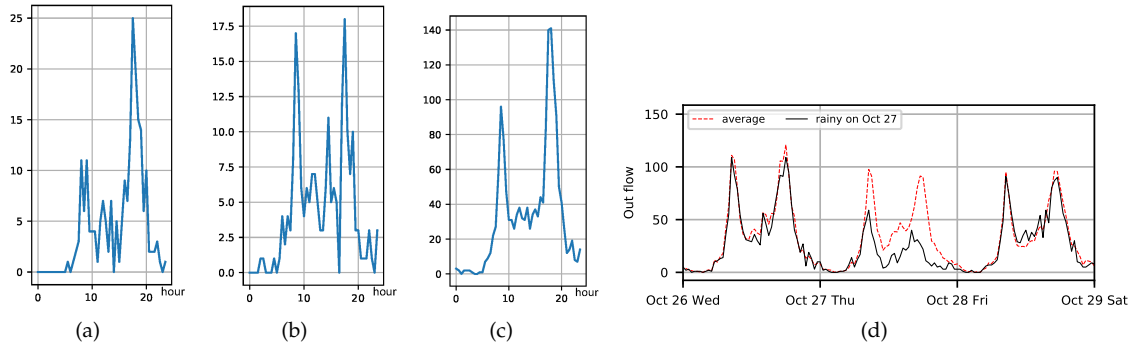 25
20
15
10
5
0
0 10 20 hour
(a)
17.5
15.0
12.5
10.0
7.5
5.0
2.5
0.0
0 10 20 hour
(b)
140
120
100
80
60
40
20
0
0 10 20 hour
(c)
average rainy on Oct 27
Out flow
150
100
50
0
Oct 26 Wed Oct 27 Thu Oct 28 Fri Oct 29 Sat
(d)